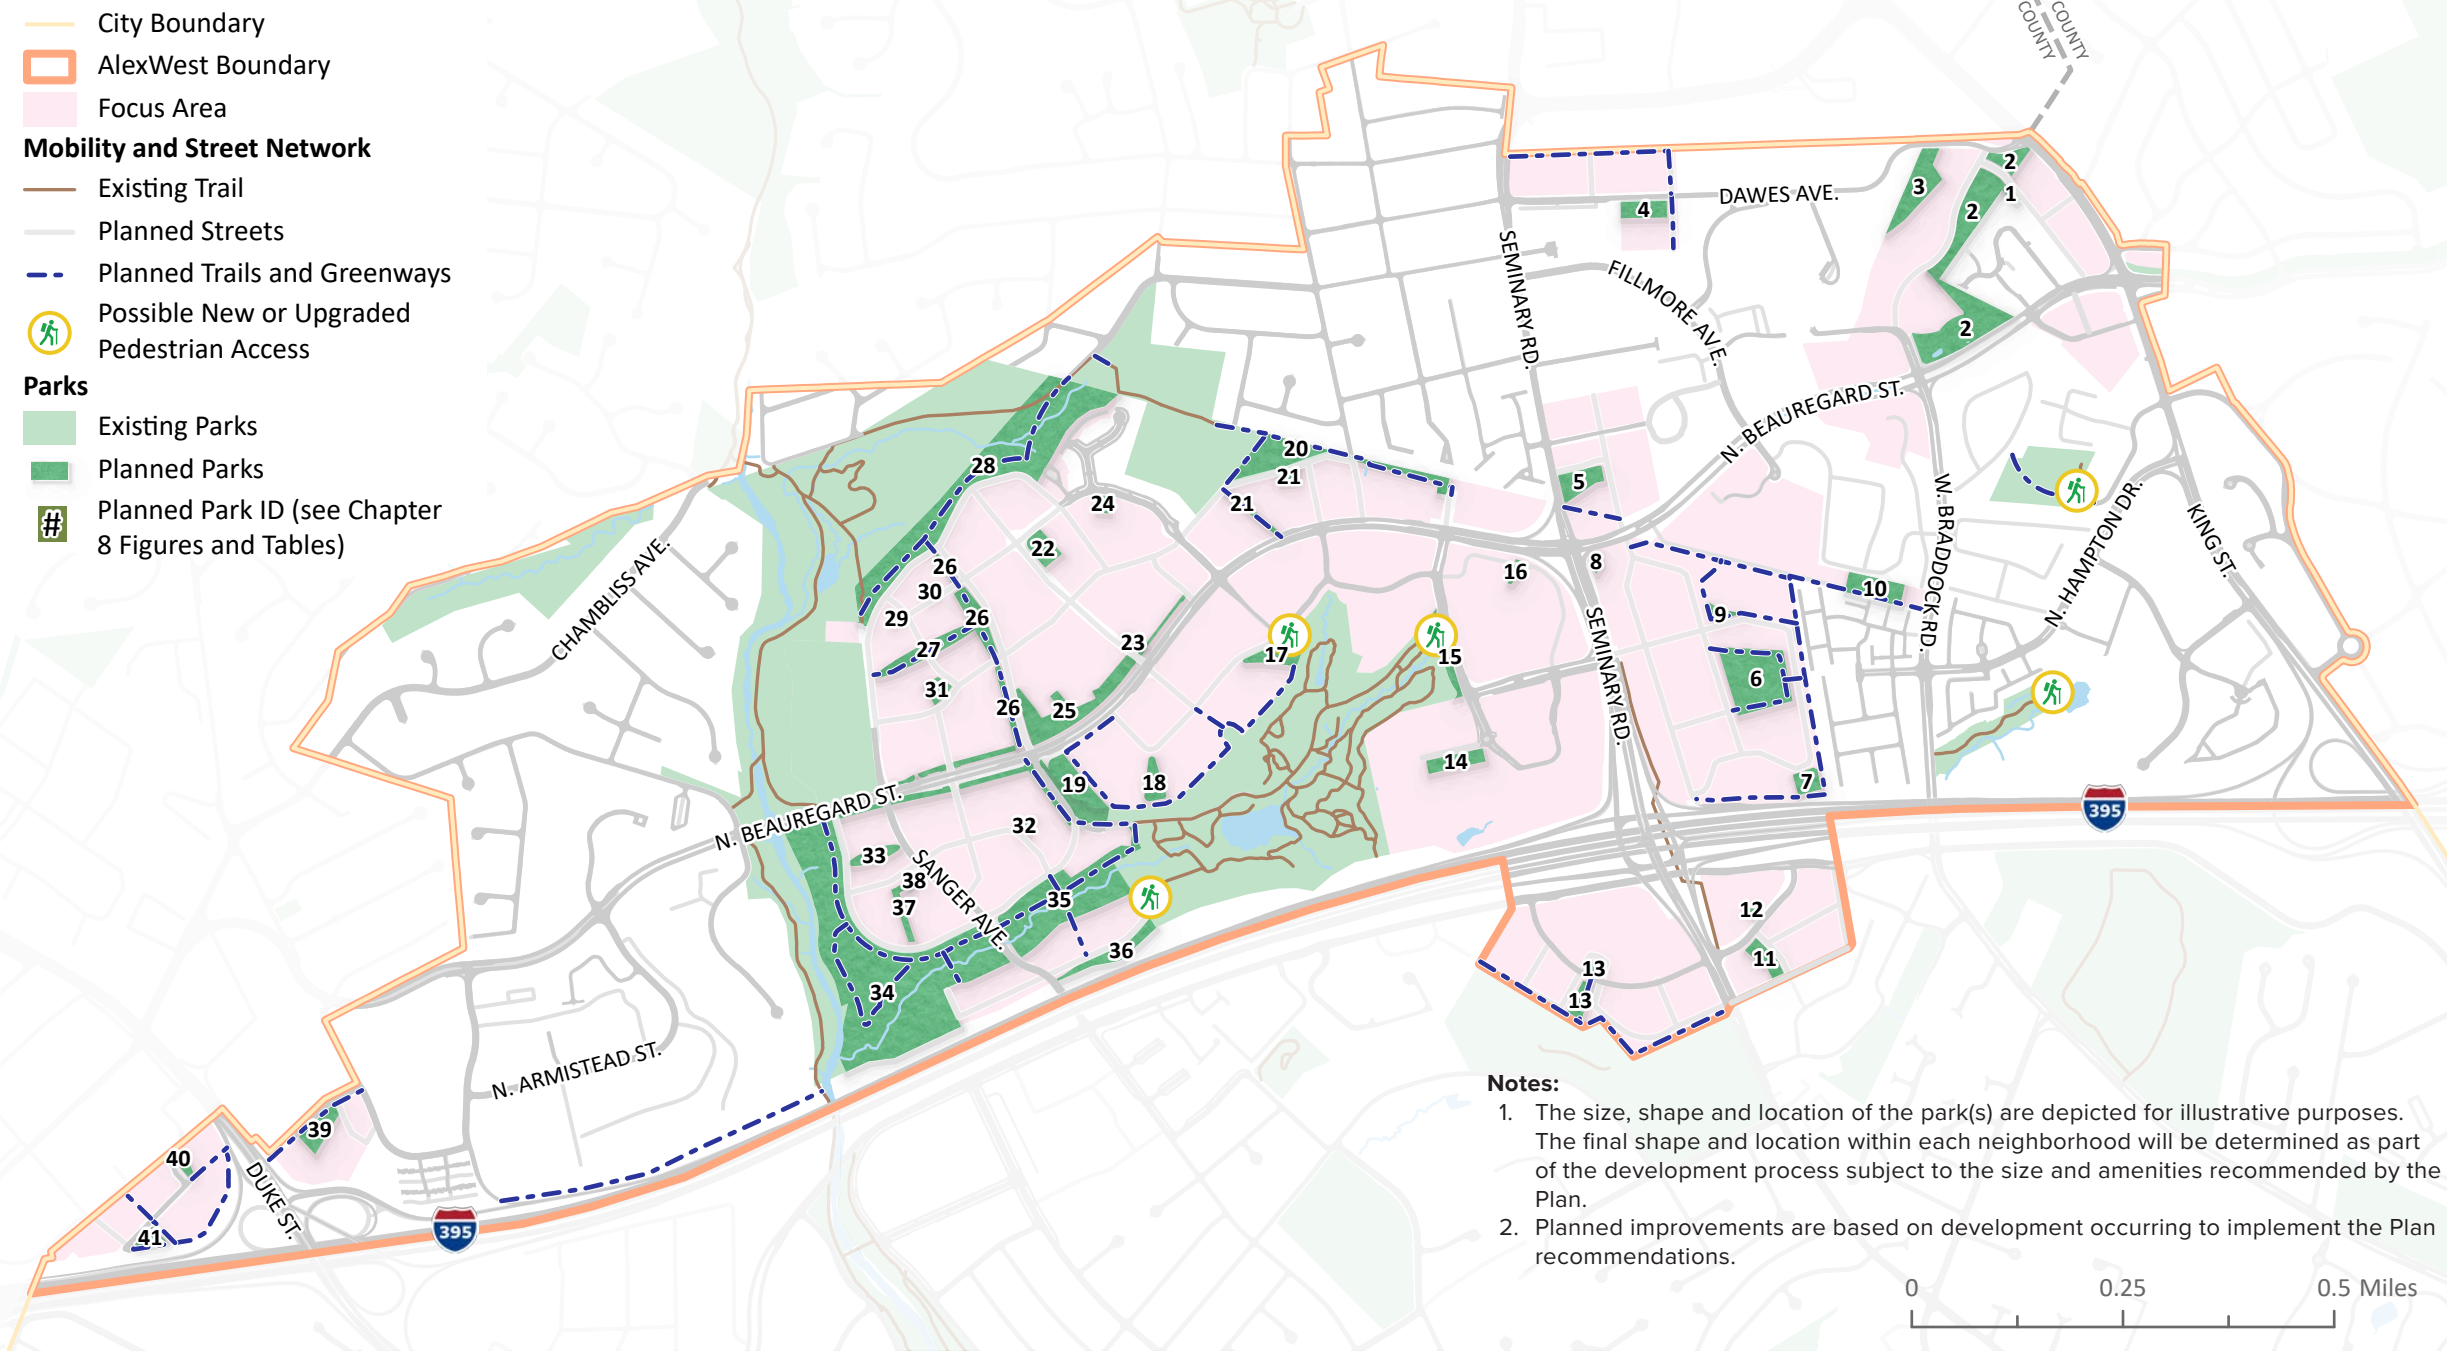 City Boundary
AlexWest Boundary
Focus Area
Mobility and Street Network
Existing Trail
Planned Streets
Planned Trails and Greenways
Possible New or Upgraded
Pedestrian Access
Parks
Existing Parks
Planned Parks
#
Planned Park ID (see Chapter
8 Figures and Tables)
COUNTY
COUNTY
DAWES AVE.
SEMINARY RD.
FILLMORE AVE.
N. BEAUREGARD ST.
W. BRADDOCK RD.
N. HAMPTON DR.
KING ST.
CHAMBLISS AVE.
SEMINARY RD.
N. BEAUREGARD ST.
SANGER AVE.
N. ARMISTEAD ST.
DUKE ST.
395
395
2
1
3
2
2
4
5
20
21
21
28
24
22
26
30
29
26
27
31
26
25
23
17
15
16
8
9
10
6
7
14
19
18
32
33
38
37
35
36
34
12
11
13
13
39
40
41
Notes:
1. The size, shape and location of the park(s) are depicted for illustrative purposes.
The final shape and location within each neighborhood will be determined as part
of the development process subject to the size and amenities recommended by the
Plan.
2. Planned improvements are based on development occurring to implement the Plan
recommendations.
0 0.25 0.5 Miles